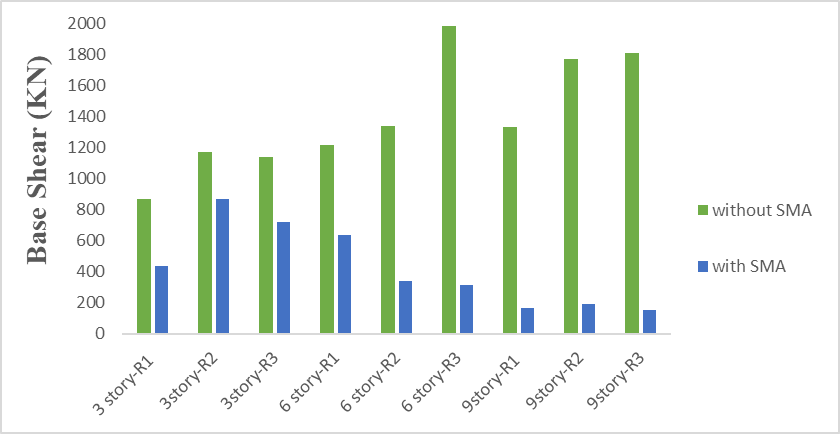 Base Shear (KN)
2000
1800
1600
1400
1200
1000
800
600
400
200
0
3 story-R1
3story-R2
3story-R3
6 story-R1
6 story-R2
6 story-R3
9story-R1
9story-R2
9story-R3
without SMA
with SMA